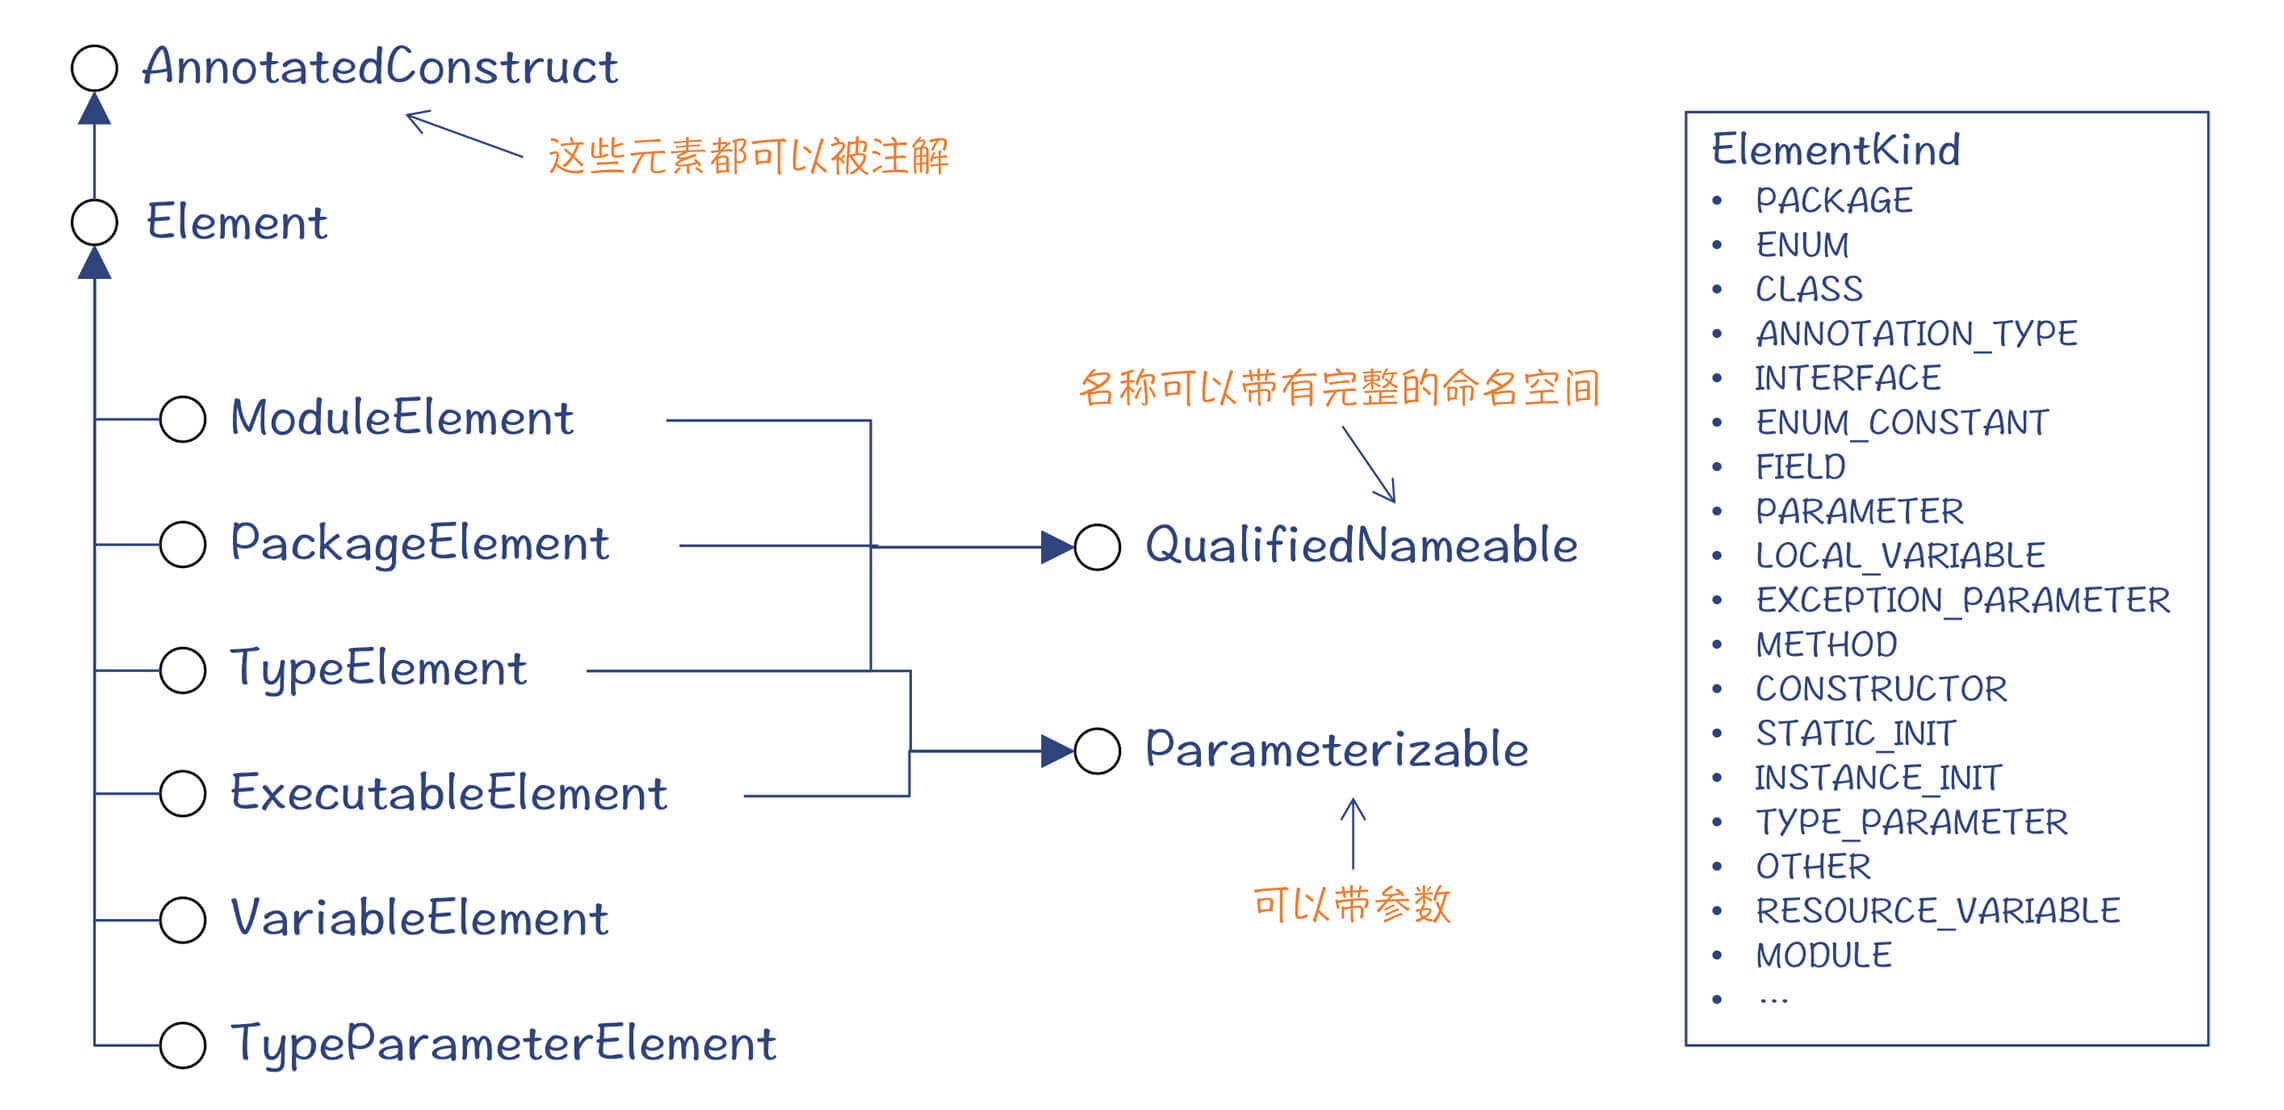 AnnotatedConstruct
这些元素都可以被注解
Element
ModuleElement
PackageElement
TypeElement
ExecutableElement
VariableElement
TypeParameterElement
名称可以带有完整的命名空间
QualifiedNameable
Parameterizable
可以带参数
ElementKind
• PACKAGE
• ENUM
• CLASS
• ANNOTATION_TYPE
• INTERFACE
• ENUM_CONSTANT
• FIELD
• PARAMETER
• LOCAL_VARIABLE
• EXCEPTION_PARAMETER
• METHOD
• CONSTRUCTOR
• STATIC_INIT
• INSTANCE_INIT
• TYPE_PARAMETER
• OTHER
• RESOURCE_VARIABLE
• MODULE
• ...